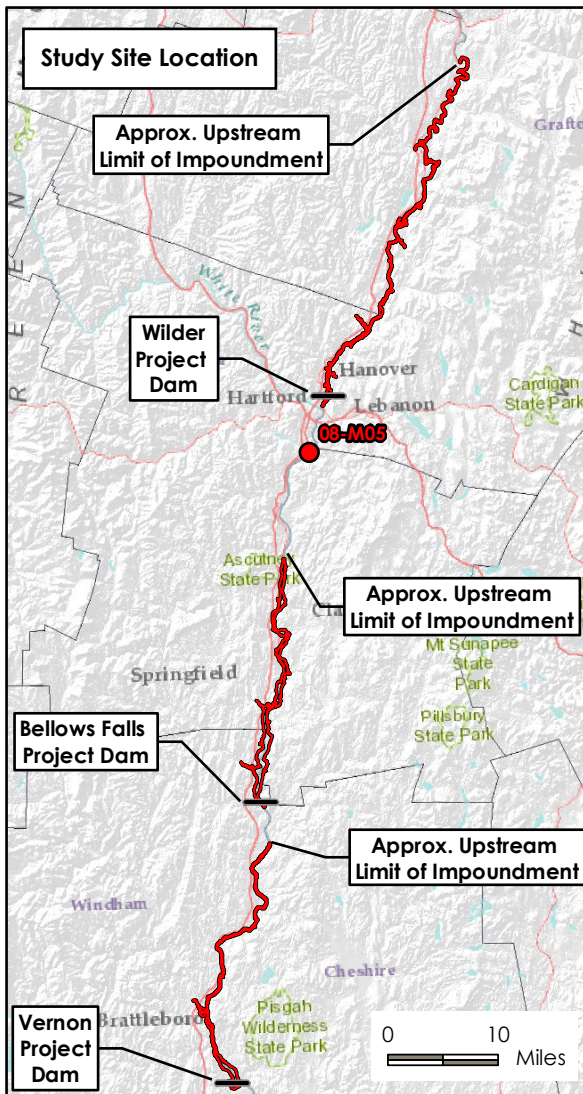 Study Site Location
Approx. Upstream
Limit of Impoundment
Grafto
White River
Wilder
Project
Dam
Hanover
Hartford
Lebanon
Cardigan
State Park
08-M05
Ascutney
State Park
Approx. Upstream
Limit of Impoundment
Cla
Mt Sunapee
State
Park
Springfield
Pillsbury
State Park
Bellows Falls
Project Dam
Approx. Upstream
Limit of Impoundment
Windham
Cheshire
Brattleboro
Pisgah
Wilderness
State Park
Vernon
Project
Dam
0 10
Miles
R E E N
H